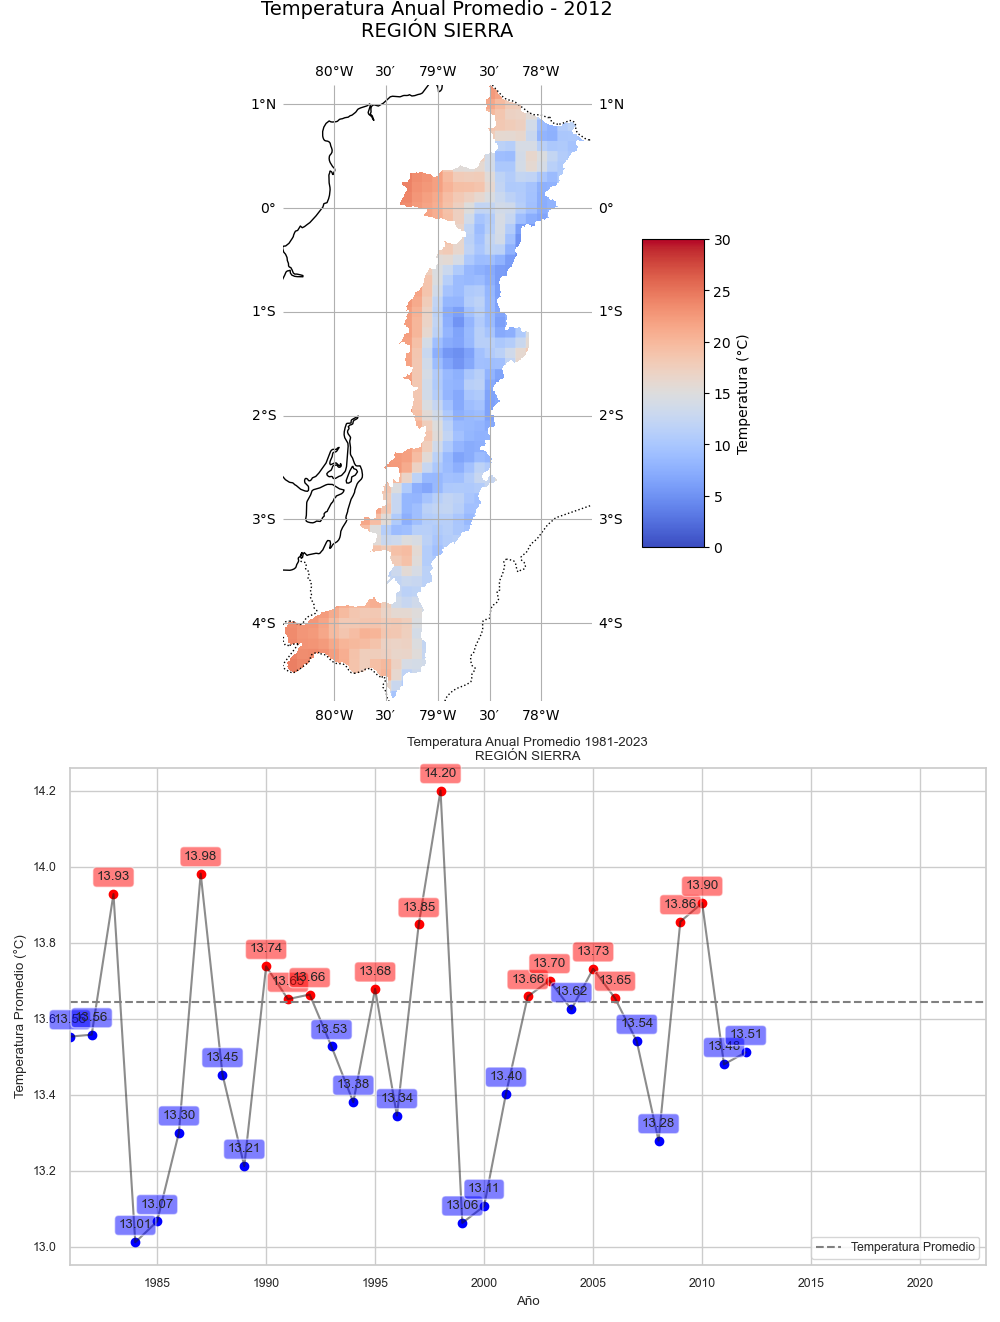 Temperatura Anual Promedio - 2012
REGIÓN SIERRA
80°W 30′ 79°W 30′ 78°W
1°N 1°N
0° 0°
1°S 1°S
2°S 2°S
3°S 3°S
4°S 4°S
80°W 30′ 79°W 30′ 78°W
30
25
20
15
10
5
0
Temperatura (°C)
Temperatura Anual Promedio 1981-2023
REGIÓN SIERRA
14.2
14.0
13.8
13.6
13.4
13.2
13.0
Temperatura Promedio (°C)
13.56
13.93
13.01
13.07
13.30
13.98
13.45
13.21
13.74
13.66
13.53
13.38
13.68
13.34
13.85
14.20
13.06
13.11
13.40
13.66
13.70
13.62
13.73
13.65
13.54
13.28
13.86
13.90
13.48
13.51
Temperatura Promedio
1985 1990 1995 2000 2005 2010 2015 2020
Año